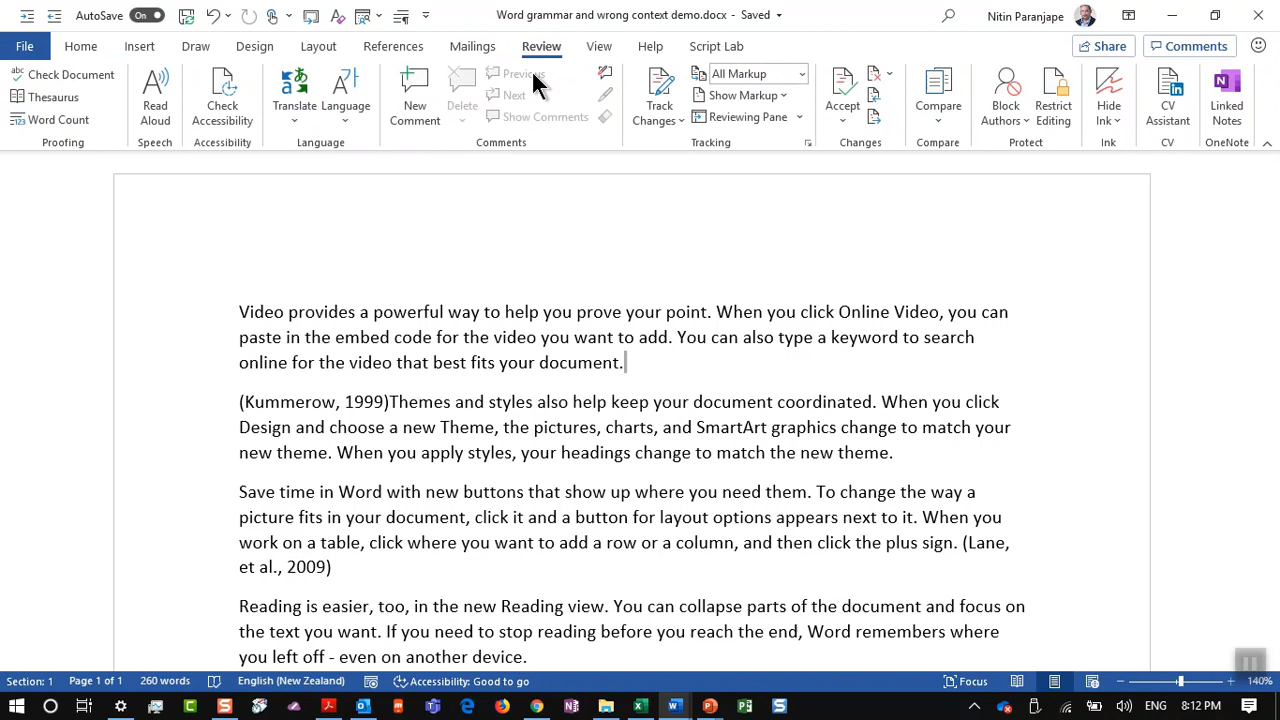 AutoSave On
Word grammar and wrong context demo.docx - Saved
Nitin Paranjape
File Home Insert Draw Design Layout References Mailings Review View Help Script Lab Share Comments
abc Check Document
Thesaurus
123 Word Count
Proofing
Read Aloud
Speech
Check Accessibility
Accessibility
Translate
Language
Language
New Comment
Delete
Previous
Next
Show Comments
Comments
Track Changes
All Markup
Show Markup
Reviewing Pane
Tracking
Accept
Changes
Compare
Compare
Block Authors
Restrict Editing
Protect
Hide Ink
Ink
CV Assistant
CV
Linked Notes
OneNote
Video provides a powerful way to help you prove your point. When you click Online Video, you can
paste in the embed code for the video you want to add. You can also type a keyword to search
online for the video that best fits your document.
(Kummerow, 1999)Themes and styles also help keep your document coordinated. When you click
Design and choose a new Theme, the pictures, charts, and SmartArt graphics change to match your
new theme. When you apply styles, your headings change to match the new theme.
Save time in Word with new buttons that show up where you need them. To change the way a
picture fits in your document, click it and a button for layout options appears next to it. When you
work on a table, click where you want to add a row or a column, and then click the plus sign. (Lane,
et al., 2009)
Reading is easier, too, in the new Reading view. You can collapse parts of the document and focus on
the text you want. If you need to stop reading before you reach the end, Word remembers where
you left off - even on another device.
Section: 1 Page 1 of 1 260 words English (New Zealand) Accessibility: Good to go Focus 140%
ENG 8:12 PM